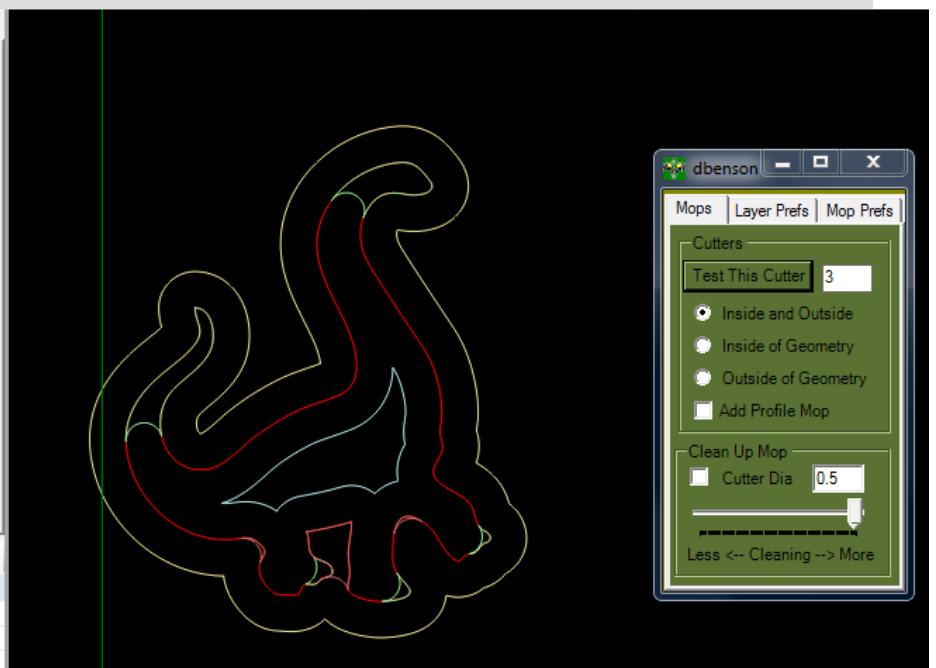 dbenson
Mops Layer Prefs Mop Prefs
Cutters
Test This Cutter 3
Inside and Outside
Inside of Geometry
Outside of Geometry
Add Profile Mop
Clean Up Mop
Cutter Dia 0.5
Less <-- Cleaning --> More